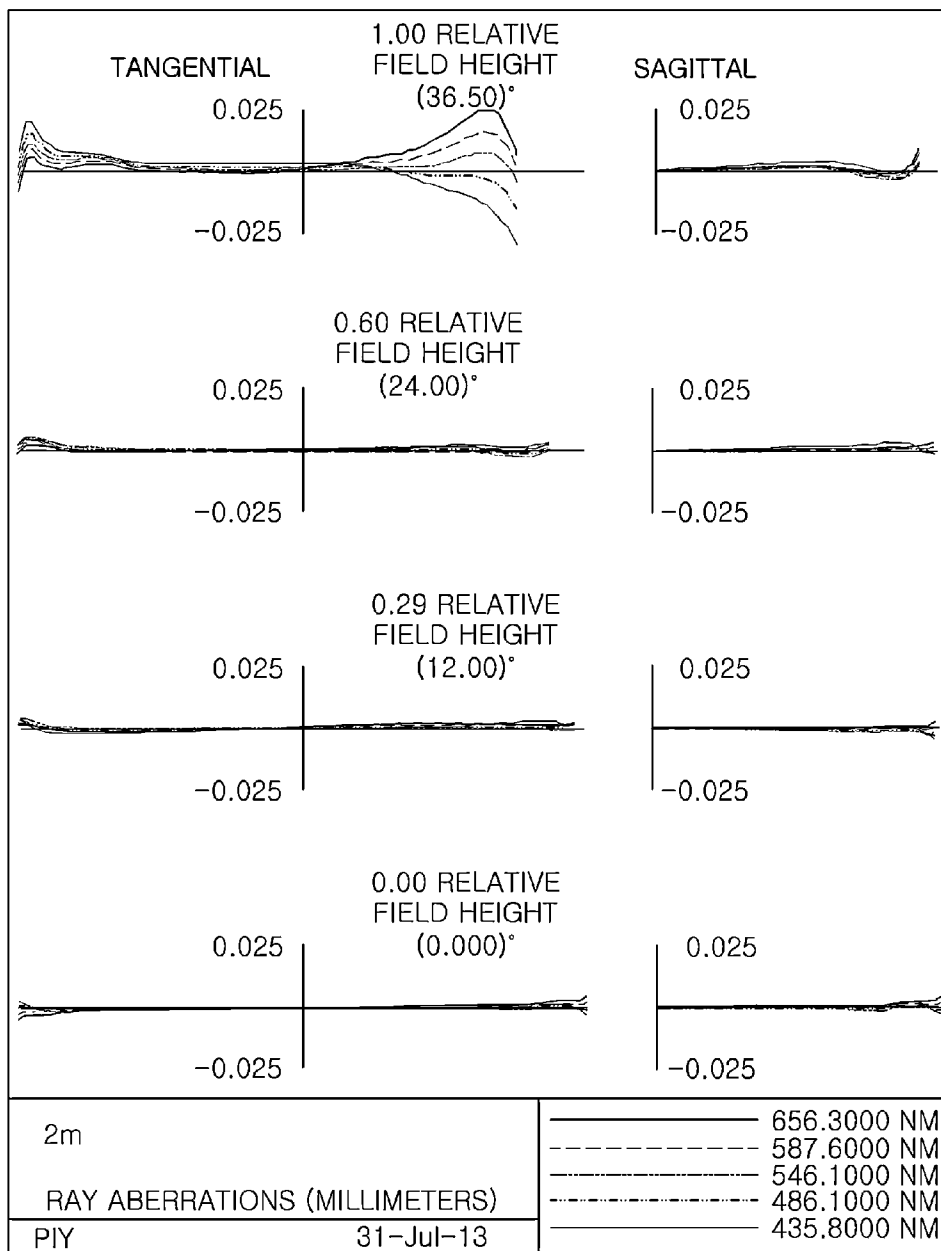 1.00 RELATIVE
TANGENTIAL FIELD HEIGHT SAGITTAL
(36.50)°
0.025 0.025
-0.025 -0.025
0.60 RELATIVE
FIELD HEIGHT
(24.00)°
0.025 0.025
-0.025 -0.025
0.29 RELATIVE
FIELD HEIGHT
(12.00)°
0.025 0.025
-0.025 -0.025
0.00 RELATIVE
FIELD HEIGHT
(0.000)°
0.025 0.025
-0.025 -0.025
2m
RAY ABERRATIONS (MILLIMETERS)
PIY 31-Jul-13
656.3000 NM
587.6000 NM
546.1000 NM
486.1000 NM
435.8000 NM